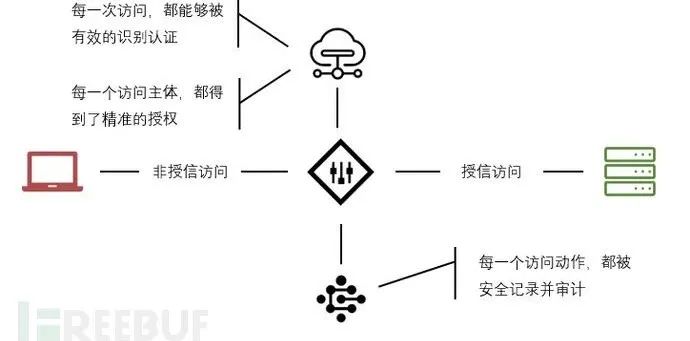 每一次访问，都能够被
有效的识别认证
每一个访问主体，都得
到了精准的授权
非授信访问
授信访问
每一个访问动作，都被
安全记录并审计
FREEBUF